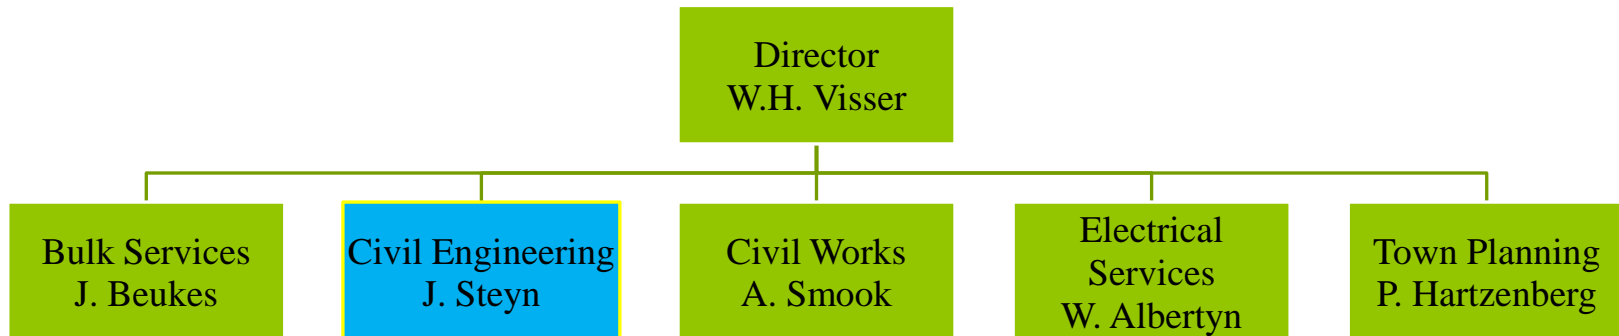 Director
W.H. Visser
Bulk Services
J. Beukes
Civil Engineering
J. Steyn
Civil Works
A. Smook
Electrical
Services
W. Albertyn
Town Planning
P. Hartzenberg